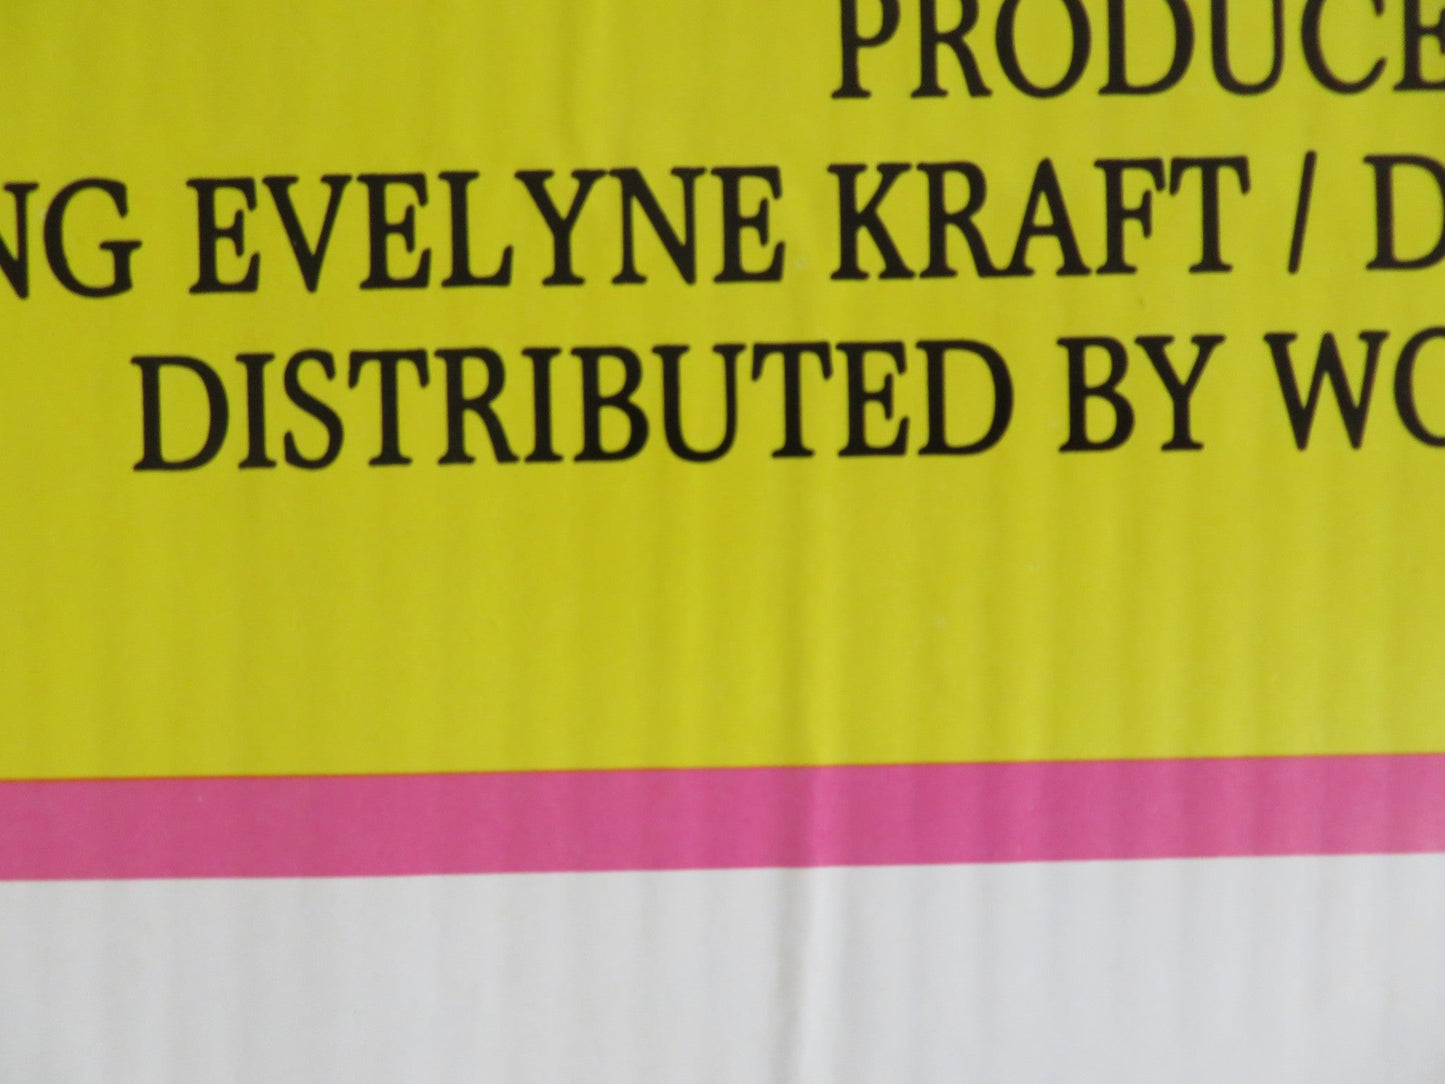 PRODUCE
NG EVELYNE KRAFT / D
DISTRIBUTED BY WO